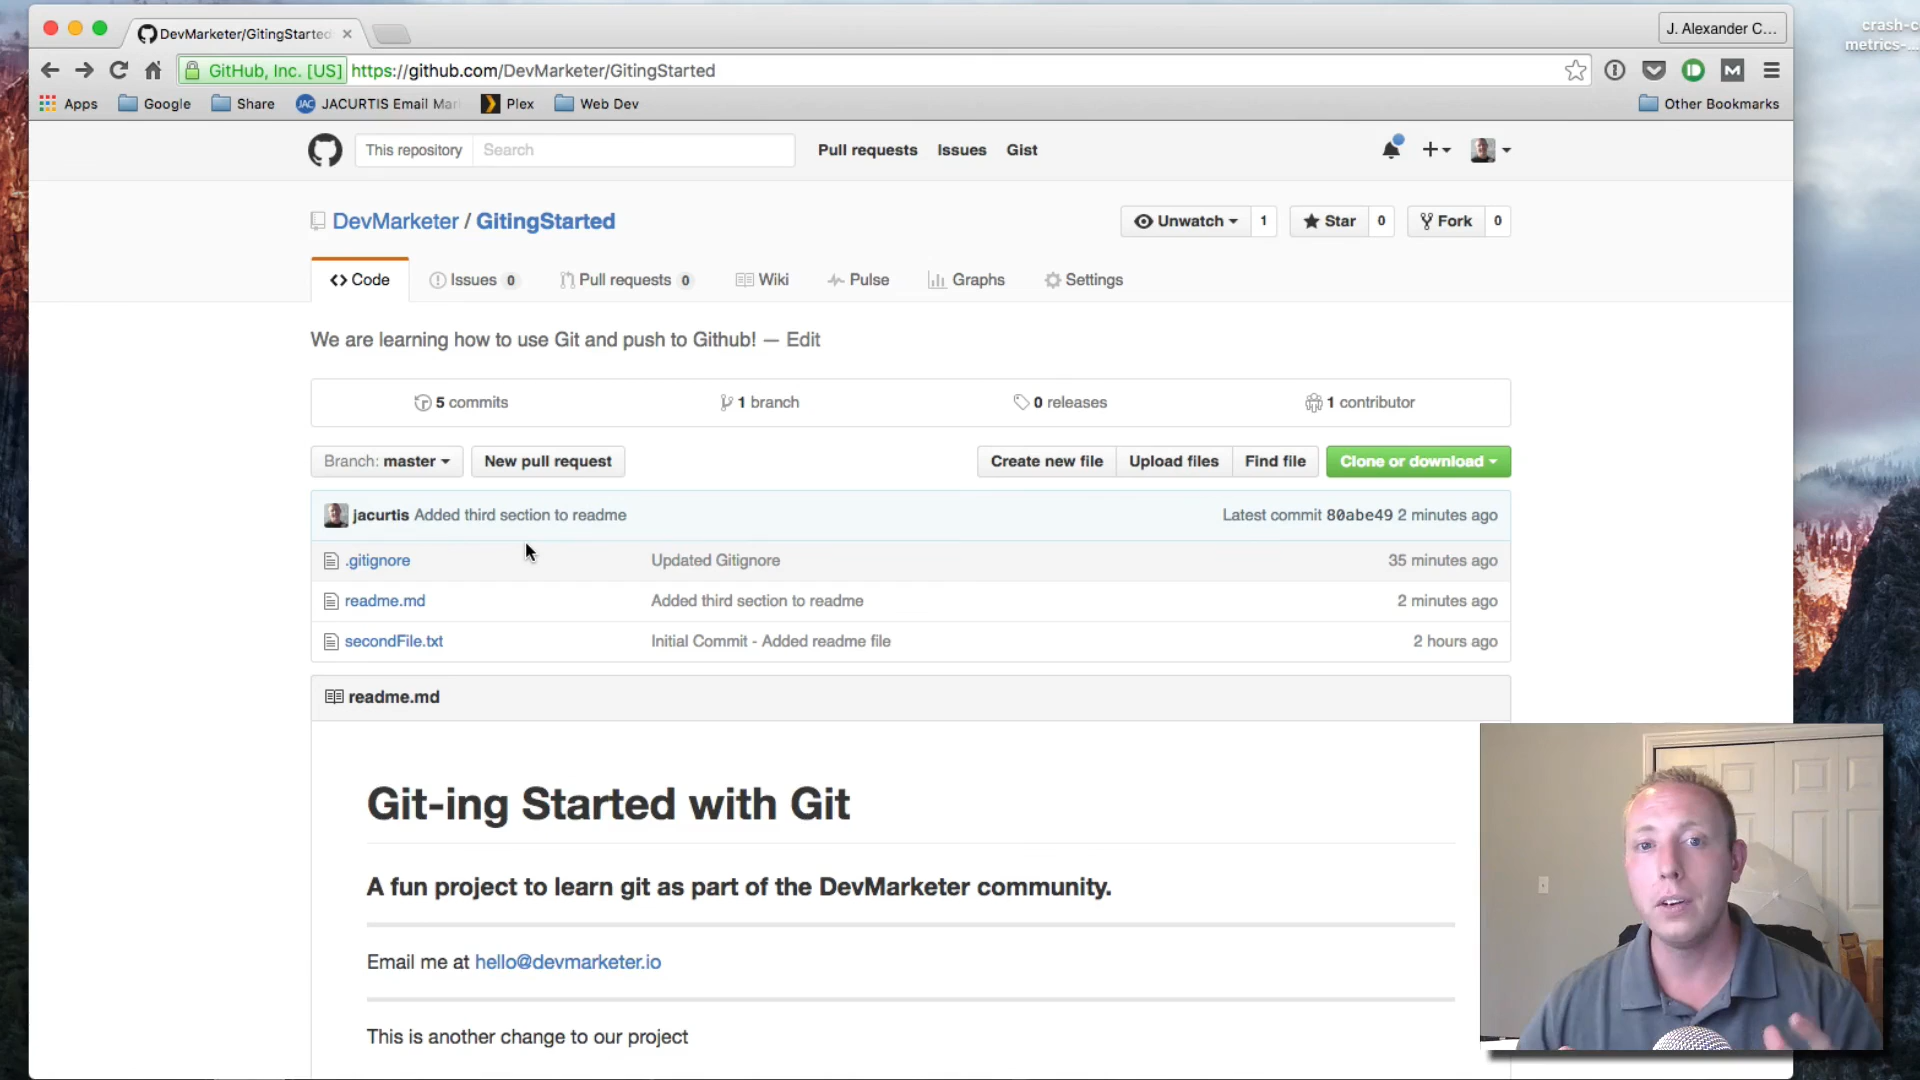 DevMarketer/GitingStarted
J. Alexander C...
crash-c
metrics-...
GitHub, Inc. [US] https://github.com/DevMarketer/GitingStarted
Apps Google Share JAC JACURTIS Email Mar Plex Web Dev Other Bookmarks
This repository Search Pull requests Issues Gist
DevMarketer / GitingStarted Unwatch 1 Star 0 Fork 0
Code Issues 0 Pull requests 0 Wiki Pulse Graphs Settings
We are learning how to use Git and push to Github! — Edit
5 commits 1 branch 0 releases 1 contributor
Branch: master New pull request Create new file Upload files Find file Clone or download
jacurtis Added third section to readme Latest commit 80abe49 2 minutes ago
.gitignore Updated Gitignore 35 minutes ago
readme.md Added third section to readme 2 minutes ago
secondFile.txt Initial Commit - Added readme file 2 hours ago
readme.md
Git-ing Started with Git
A fun project to learn git as part of the DevMarketer community.
Email me at hello@devmarketer.io
This is another change to our project